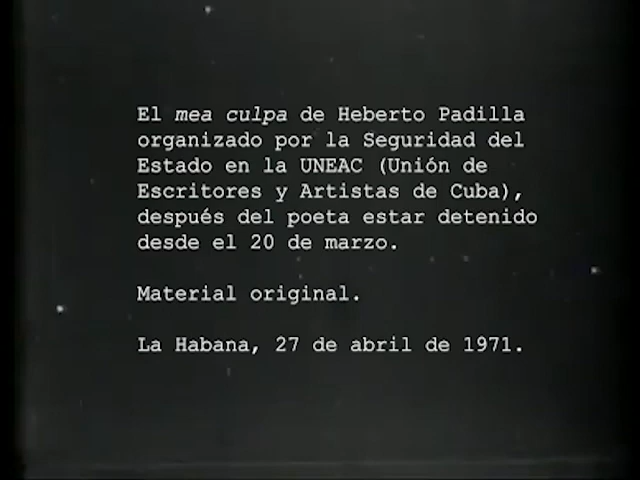 El mea culpa de Heberto Padilla
organizado por la Seguridad del
Estado en la UNEAC (Unión de
Escritores y Artistas de Cuba),
después del poeta estar detenido
desde el 20 de marzo.
Material original.
La Habana, 27 de abril de 1971.